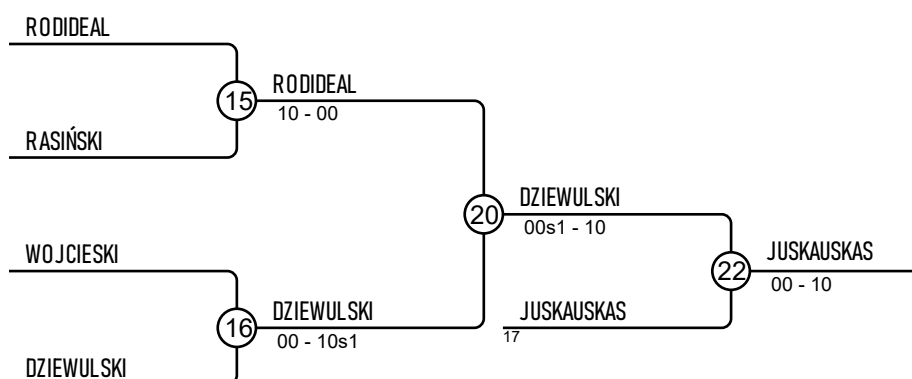 RODIDEAL
15
RODIDEAL
10 - 00
RASIŃSKI
20
DZIEWULSKI
00s1 - 10
WOJCIESKI
22
JUSKAUSKAS
00 - 10
16
DZIEWULSKI
00 - 10s1
JUSKAUSKAS
17
DZIEWULSKI